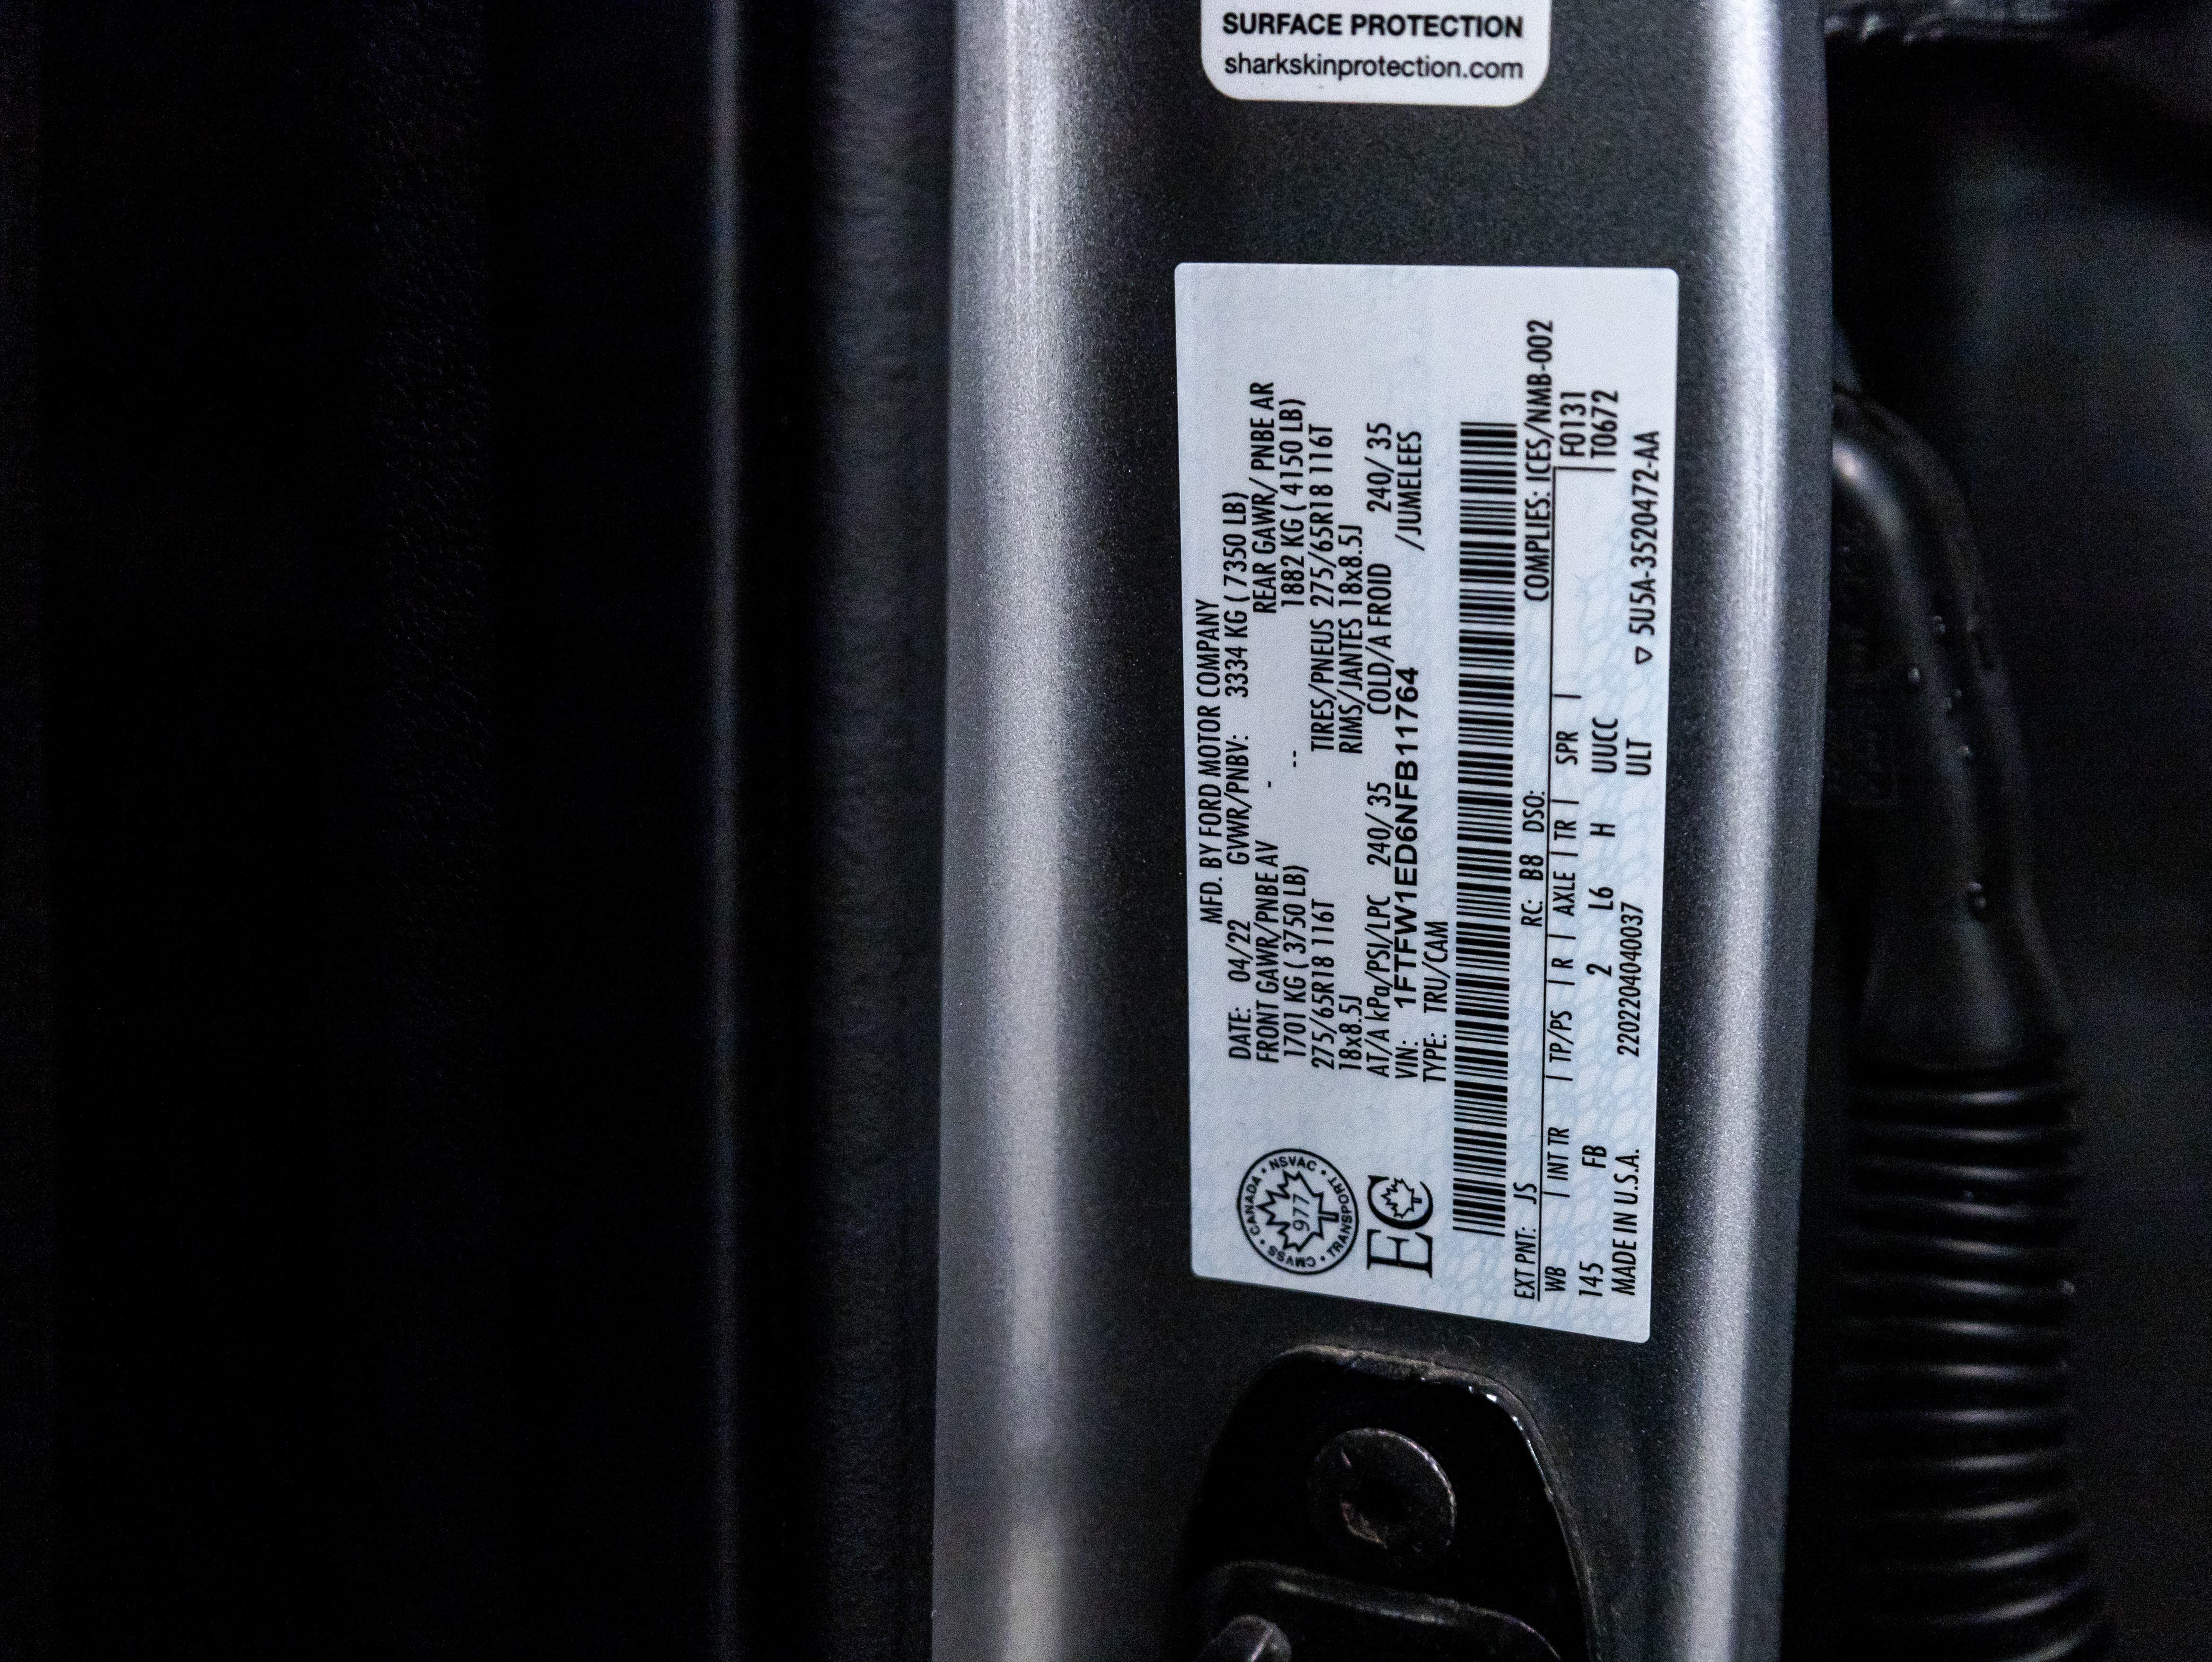 SURFACE PROTECTION
sharkskinprotection.com
MFD. BY FORD MOTOR COMPANY
DATE: 04/22 GVWR/PNBV: 3334 KG ( 7350 LB)
FRONT GAWR/PNBE AV - REAR GAWR/ PNBE AR
1701 KG ( 3750 LB) -- 1882 KG ( 4150 LB)
275/65R18 116T TIRES/PNEUS 275/65R18 116T
18x8.5J RIMS/JANTES 18x8.5J
AT/A kPa/PSI/LPC 240/ 35 COLD/A FROID 240/ 35
VIN: 1FTFW1ED6NFB11764 /JUMELEES
TYPE: TRU/CAM
CANADA • NSVAC • TRANSPORT • CMVSS •
977
EC
COMPLIES: ICES/NMB-002
EXT PNT: JS RC: B8 DSO:
F0131
WB | INT TR | TP/PS | R | AXLE | TR | SPR |
T0672
145 FB 2 L6 H UUCC
MADE IN U.S.A. 220220404037 ULT ▽ 5U5A-3520472-AA